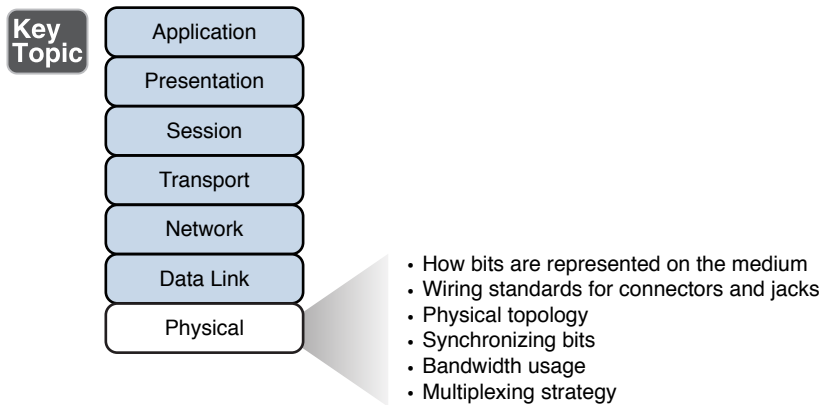 Key
Topic
Application
Presentation
Session
Transport
Network
Data Link
Physical
• How bits are represented on the medium
• Wiring standards for connectors and jacks
• Physical topology
• Synchronizing bits
• Bandwidth usage
• Multiplexing strategy